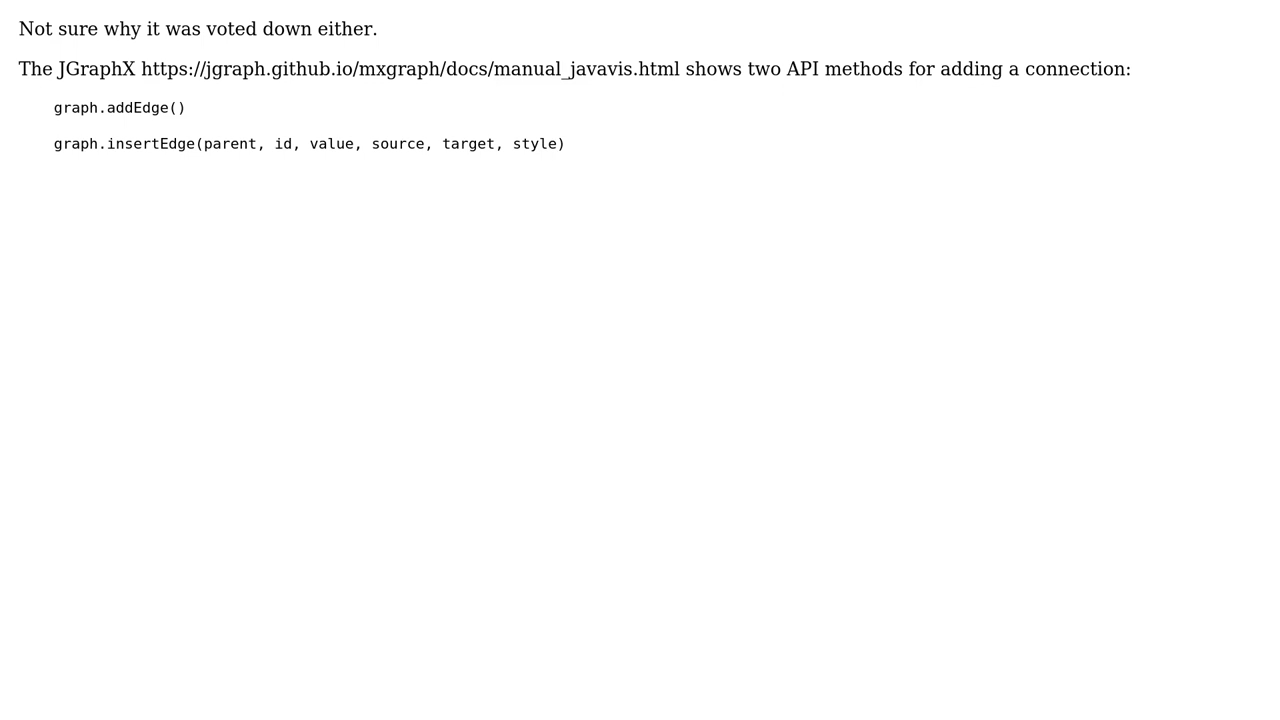 Not sure why it was voted down either.
The JGraphX https://jgraph.github.io/mxgraph/docs/manual_javavis.html shows two API methods for adding a connection:
graph.addEdge()
graph.insertEdge(parent, id, value, source, target, style)